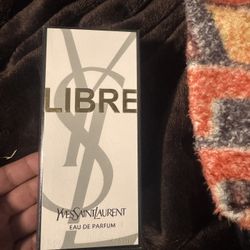 LIBRE
YVESSAINTLAURENT
EAU DE PARFUM